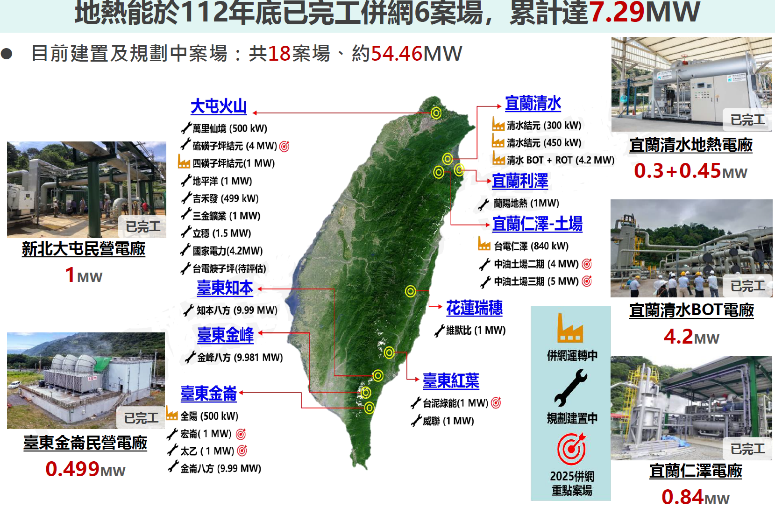 地熱能於112年底已完工併網6案場，累計達7.29MW
● 目前建置及規劃中案場：共18案場、約54.46MW
大屯火山
萬里仙境 (500 kW)
硫磺子坪結元 (4 MW)
四磺子坪結元(1 MW)
地平洋 (1 MW)
吉禾發 (499 kW)
三金鑛業 (1 MW)
立穩 (1.5 MW)
國家電力(4.2MW)
台電磺子坪(待評估)
臺東知本
知本八方 (9.99 MW)
臺東金峰
金峰八方 (9.981 MW)
臺東金崙
全陽 (500 kW)
宏崙( 1 MW)
太乙 ( 1 MW)
金崙八方 (9.99 MW)
宜蘭清水
清水結元 (300 kW)
清水結元 (450 kW)
清水 BOT + ROT (4.2 MW)
宜蘭利澤
蘭陽地熱 (1MW)
宜蘭仁澤-土場
台電仁澤 (840 kW)
中油土場二期 (4 MW)
中油土場三期 (5 MW)
花蓮瑞穗
維默比 (1 MW)
臺東紅葉
台泥綠能(1 MW)
威聯 (1 MW)
已完工
新北大屯民營電廠
1MW
已完工
臺東金崙民營電廠
0.499MW
已完工
宜蘭清水地熱電廠
0.3+0.45MW
已完工
宜蘭清水BOT電廠
4.2MW
已完工
宜蘭仁澤電廠
0.84MW
併網運轉中
規劃建置中
2025併網
重點案場